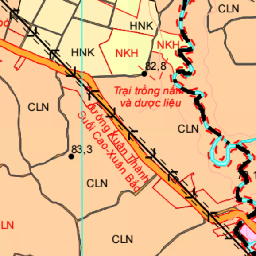 HNK
HNK
NKH
NKH
82,8
Trại trồng nấm
và dược liệu
CLN
CLN
CLN
83,3
CLN
CLN
Đường Xuân Thành
Suối Cao-Xuân Bắc